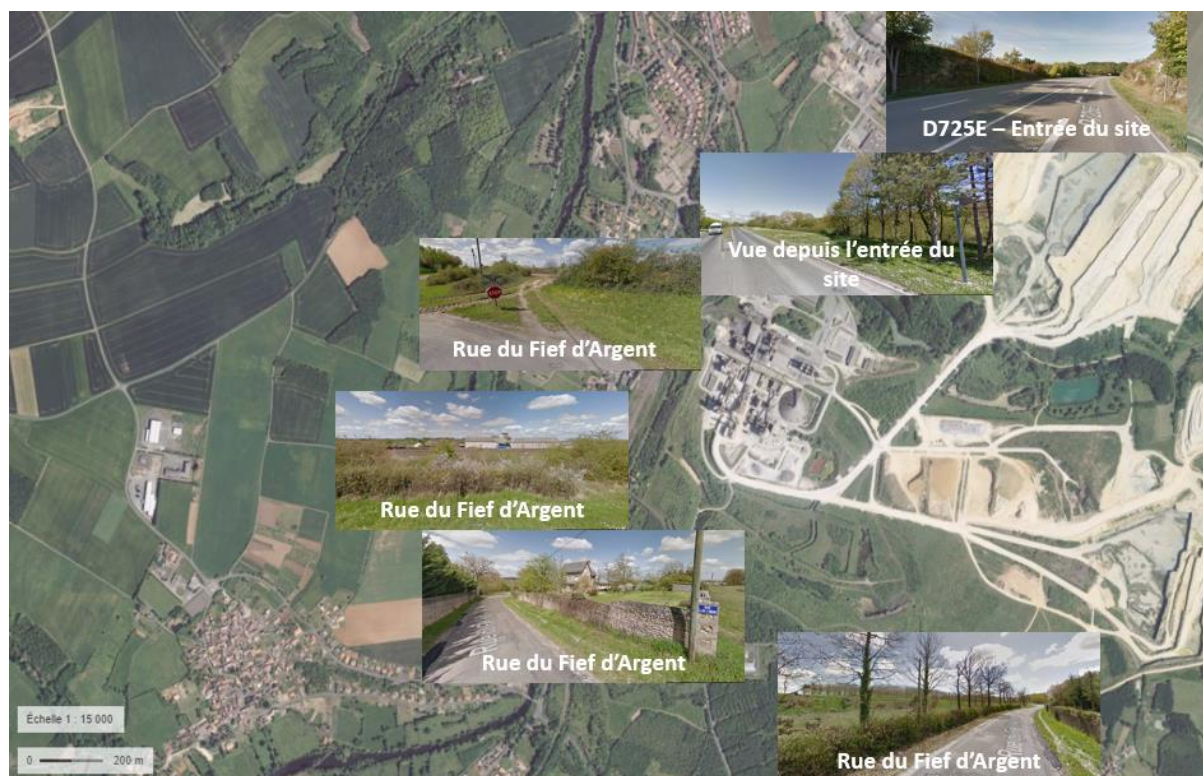 D725E – Entrée du site
Vue depuis l'entrée du
site
Rue du Fief d'Argent
Rue du Fief d'Argent
Rue du Fief d'Argent
Rue du Fief d'Argent
STOP
Échelle 1 : 15 000
0 200 m